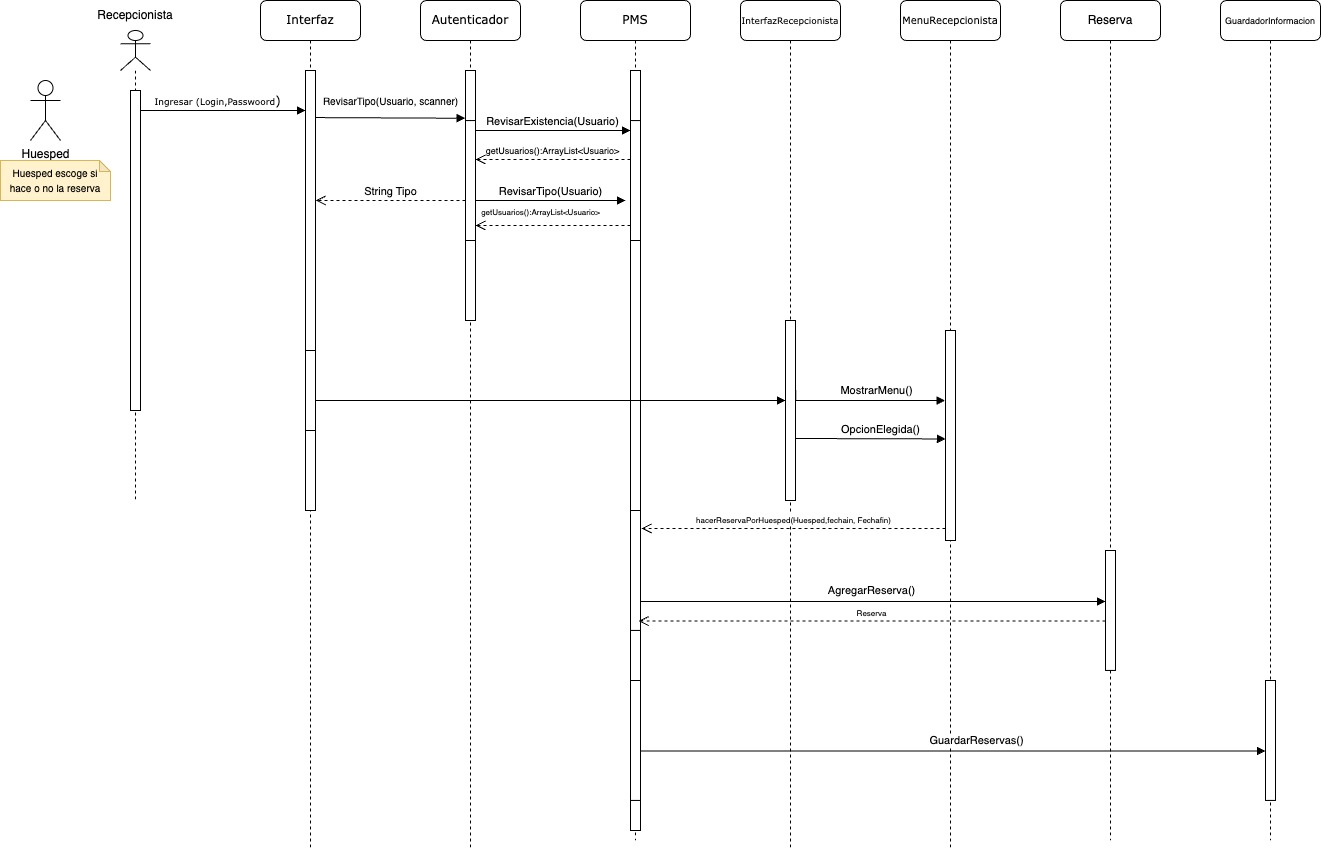 Recepcionista
Interfaz
Autenticador
PMS
InterfazRecepcionista
MenuRecepcionista
Reserva
GuardadorInformacion
Ingresar (Login,Passwoord)
RevisarTipo(Usuario, scanner)
RevisarExistencia(Usuario)
Huesped
getUsuarios():ArrayList<Usuario>
Huesped escoge si
hace o no la reserva
String Tipo
RevisarTipo(Usuario)
getUsuarios():ArrayList<Usuario>
MostrarMenu()
OpcionElegida()
hacerReservaPorHuesped(Huesped,fechain, Fechafin)
AgregarReserva()
Reserva
GuardarReservas()